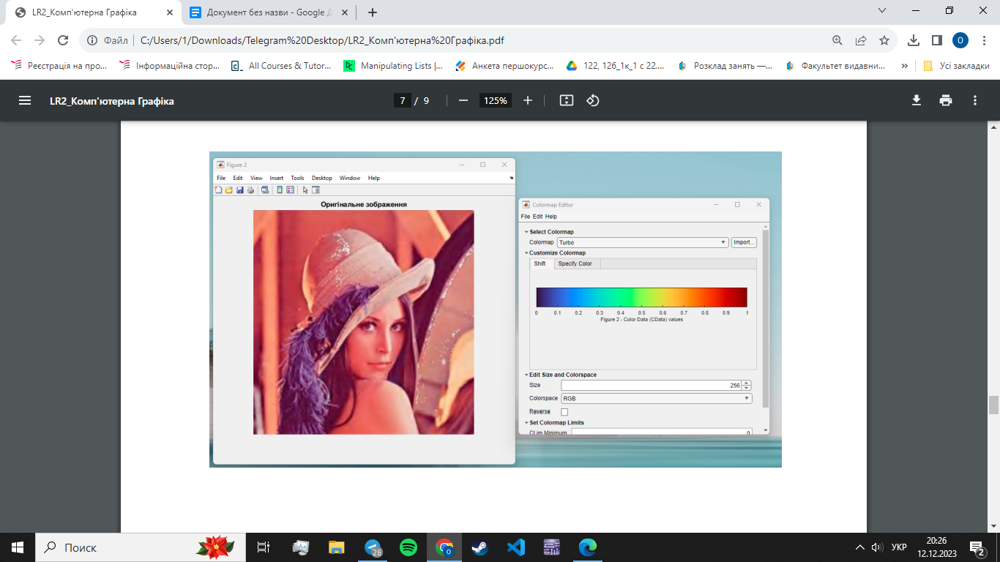 LR2_Комп'ютерна Графіка
Документ без назви - Google Д
Файл C:/Users/1/Downloads/Telegram%20Desktop/LR2_Комп'ютерна%20Графіка.pdf
О
Реєстрація на про...
Інформаційна стор...
All Courses & Tutor...
Manipulating Lists |...
Анкета першокурс...
122, 126_1к_1 с 22....
Розклад занять —...
Факультет видавни...
»
Усі закладки
LR2_Комп'ютерна Графіка
7 / 9
125%
Figure 2
File Edit View Insert Tools Desktop Window Help
Оригінальне зображення
Colormap Editor
File Edit Help
Select Colormap
Colormap Turbo Import...
Customize Colormap
Shift Specify Color
0 0.1 0.2 0.3 0.4 0.5 0.6 0.7 0.8 0.9 1
Figure 2 - Color Data (CData) values
Edit Size and Colorspace
Size 256
Colorspace RGB
Reverse
Set Colormap Limits
CLim Minimum 0
Поиск
26
О
УКР
20:26
12.12.2023
2